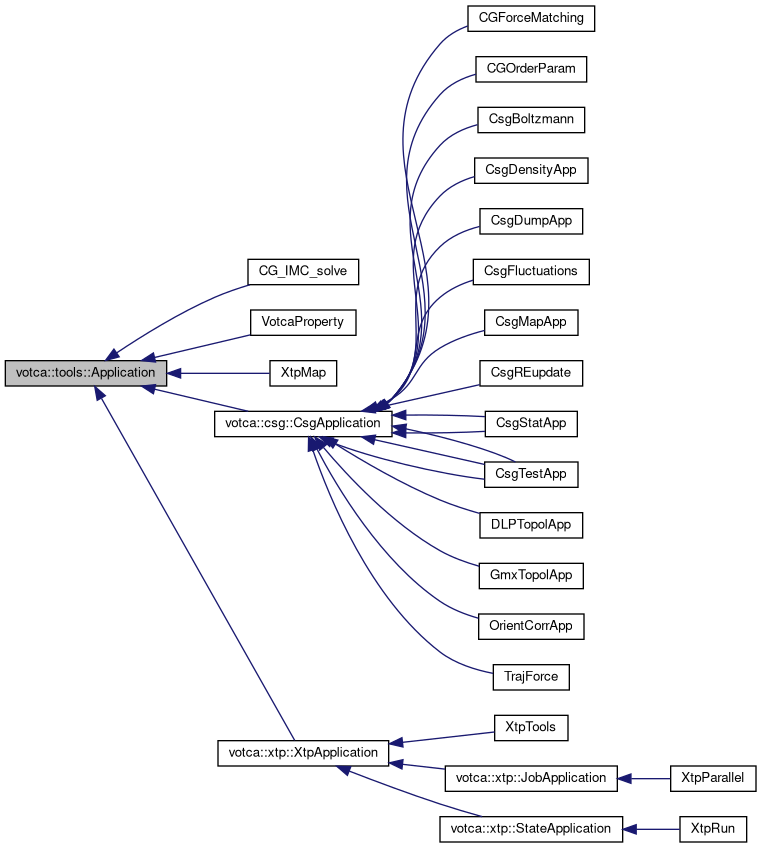 CGForceMatching
CGOrderParam
CsgBoltzmann
CsgDensityApp
CsgDumpApp
CG_IMC_solve
CsgFluctuations
VotcaProperty
CsgMapApp
votca::tools::Application
XtpMap
CsgREupdate
votca::csg::CsgApplication
CsgStatApp
CsgTestApp
DLPTopolApp
GmxTopolApp
OrientCorrApp
TrajForce
XtpTools
votca::xtp::XtpApplication
votca::xtp::JobApplication
XtpParallel
votca::xtp::StateApplication
XtpRun